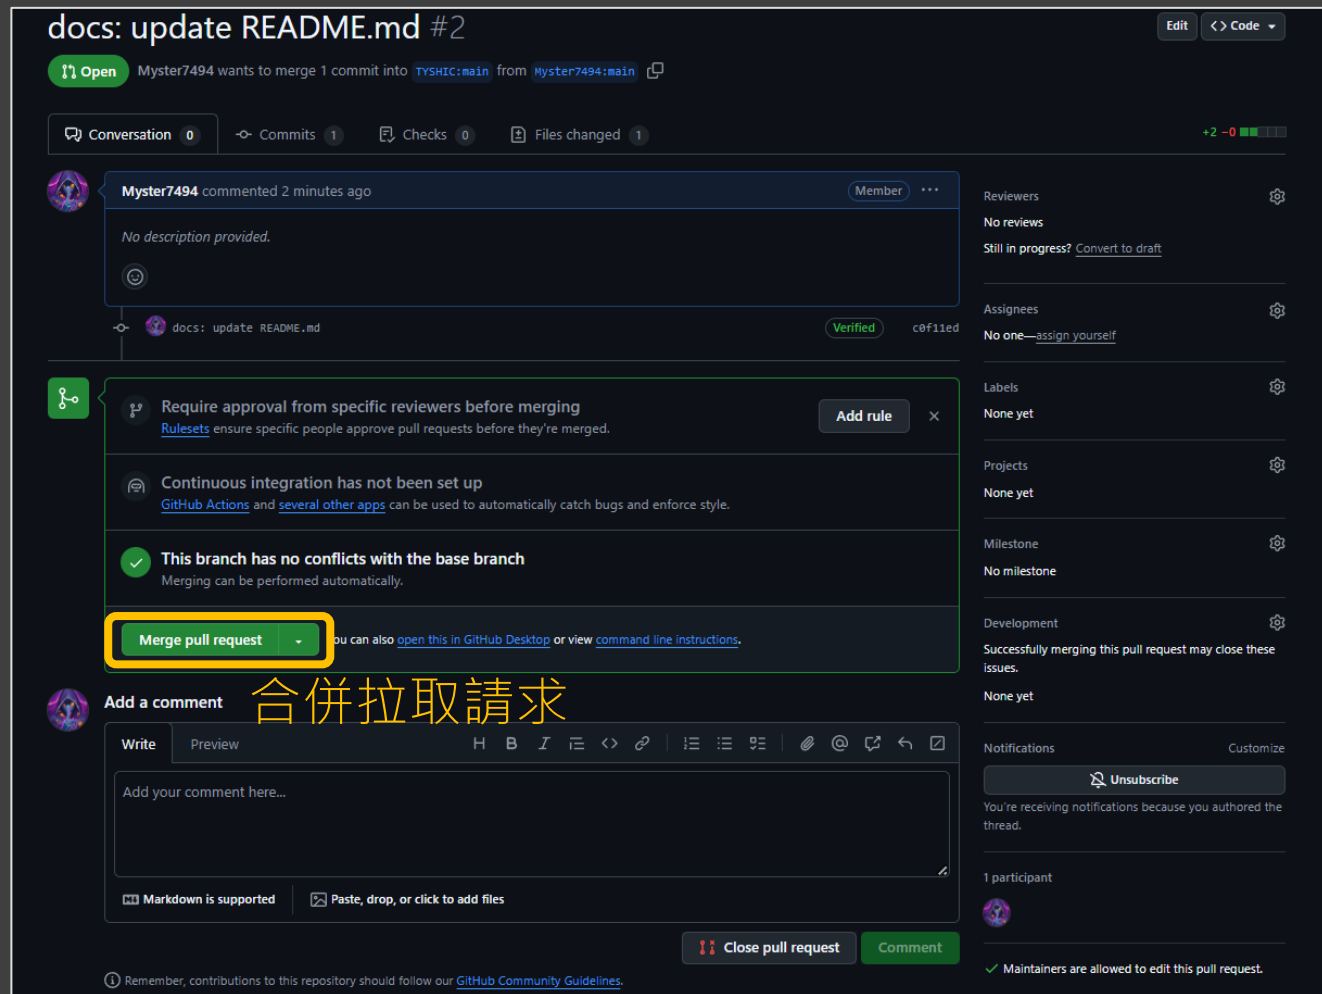 docs: update README.md #2
Edit
<> Code
Open
Myster7494 wants to merge 1 commit into TYSHIC:main from Myster7494:main
Conversation 0
Commits 1
Checks 0
Files changed 1
+2 −0
Myster7494 commented 2 minutes ago
Member
No description provided.
docs: update README.md
Verified
c0f11ed
Require approval from specific reviewers before merging
Rulesets ensure specific people approve pull requests before they're merged.
Add rule
Continuous integration has not been set up
GitHub Actions and several other apps can be used to automatically catch bugs and enforce style.
This branch has no conflicts with the base branch
Merging can be performed automatically.
Merge pull request
ou can also open this in GitHub Desktop or view command line instructions.
合併拉取請求
Add a comment
Write
Preview
Add your comment here...
Markdown is supported
Paste, drop, or click to add files
Close pull request
Comment
Remember, contributions to this repository should follow our GitHub Community Guidelines.
Reviewers
No reviews
Still in progress? Convert to draft
Assignees
No one—assign yourself
Labels
None yet
Projects
None yet
Milestone
No milestone
Development
Successfully merging this pull request may close these
issues.
None yet
Notifications
Customize
Unsubscribe
You're receiving notifications because you authored the
thread.
1 participant
Maintainers are allowed to edit this pull request.